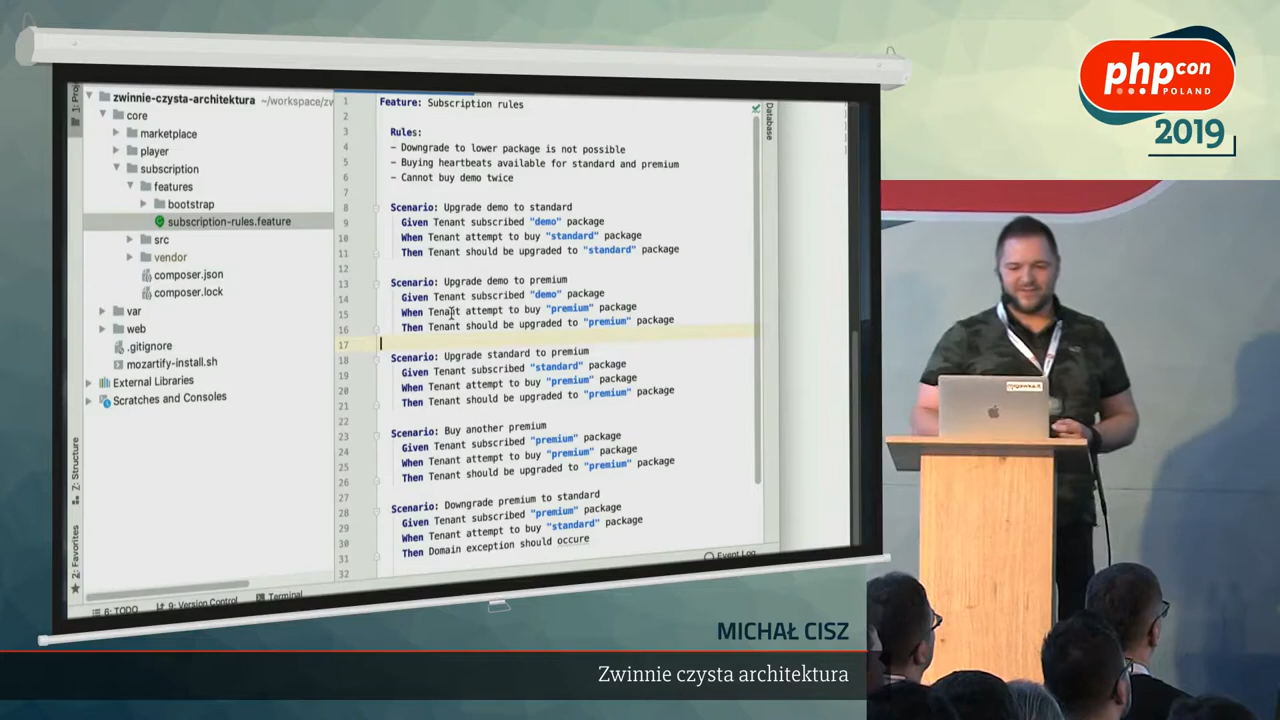 1: Proj
zwinnie-czysta-architektura ~/workspace/zw
core
marketplace
player
subscription
features
bootstrap
subscription-rules.feature
src
vendor
composer.json
composer.lock
var
web
.gitignore
mozartify-install.sh
External Libraries
Scratches and Consoles
Z: Structure
2: Favorites
6: TODO
9: Version Control
Terminal
Event Log
Database
1 Feature: Subscription rules
2
3 Rules:
4 - Downgrade to lower package is not possible
5 - Buying heartbeats available for standard and premium
6 - Cannot buy demo twice
7
8 Scenario: Upgrade demo to standard
9 Given Tenant subscribed "demo" package
10 When Tenant attempt to buy "standard" package
11 Then Tenant should be upgraded to "standard" package
12
13 Scenario: Upgrade demo to premium
14 Given Tenant subscribed "demo" package
15 When Tenant attempt to buy "premium" package
16 Then Tenant should be upgraded to "premium" package
17
18 Scenario: Upgrade standard to premium
19 Given Tenant subscribed "standard" package
20 When Tenant attempt to buy "premium" package
21 Then Tenant should be upgraded to "premium" package
22
23 Scenario: Buy another premium
24 Given Tenant subscribed "premium" package
25 When Tenant attempt to buy "premium" package
26 Then Tenant should be upgraded to "premium" package
27
28 Scenario: Downgrade premium to standard
29 Given Tenant subscribed "premium" package
30 When Tenant attempt to buy "standard" package
31 Then Domain exception should occure
32
php con
POLAND
2019
MICHAŁ CISZ
Zwinnie czysta architektura